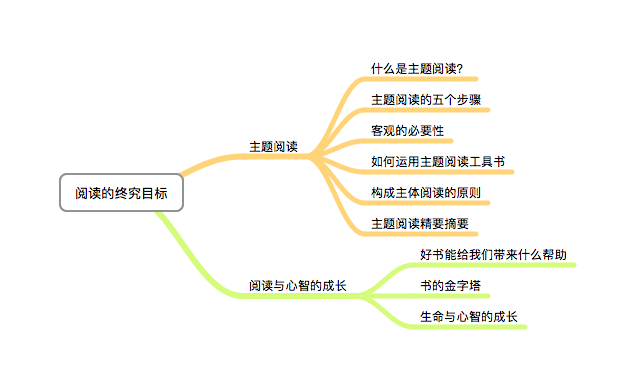 阅读的终究目标
主题阅读
什么是主题阅读?
主题阅读的五个步骤
客观的必要性
如何运用主题阅读工具书
构成主体阅读的原则
主题阅读精要摘要
阅读与心智的成长
好书能给我们带来什么帮助
书的金字塔
生命与心智的成长